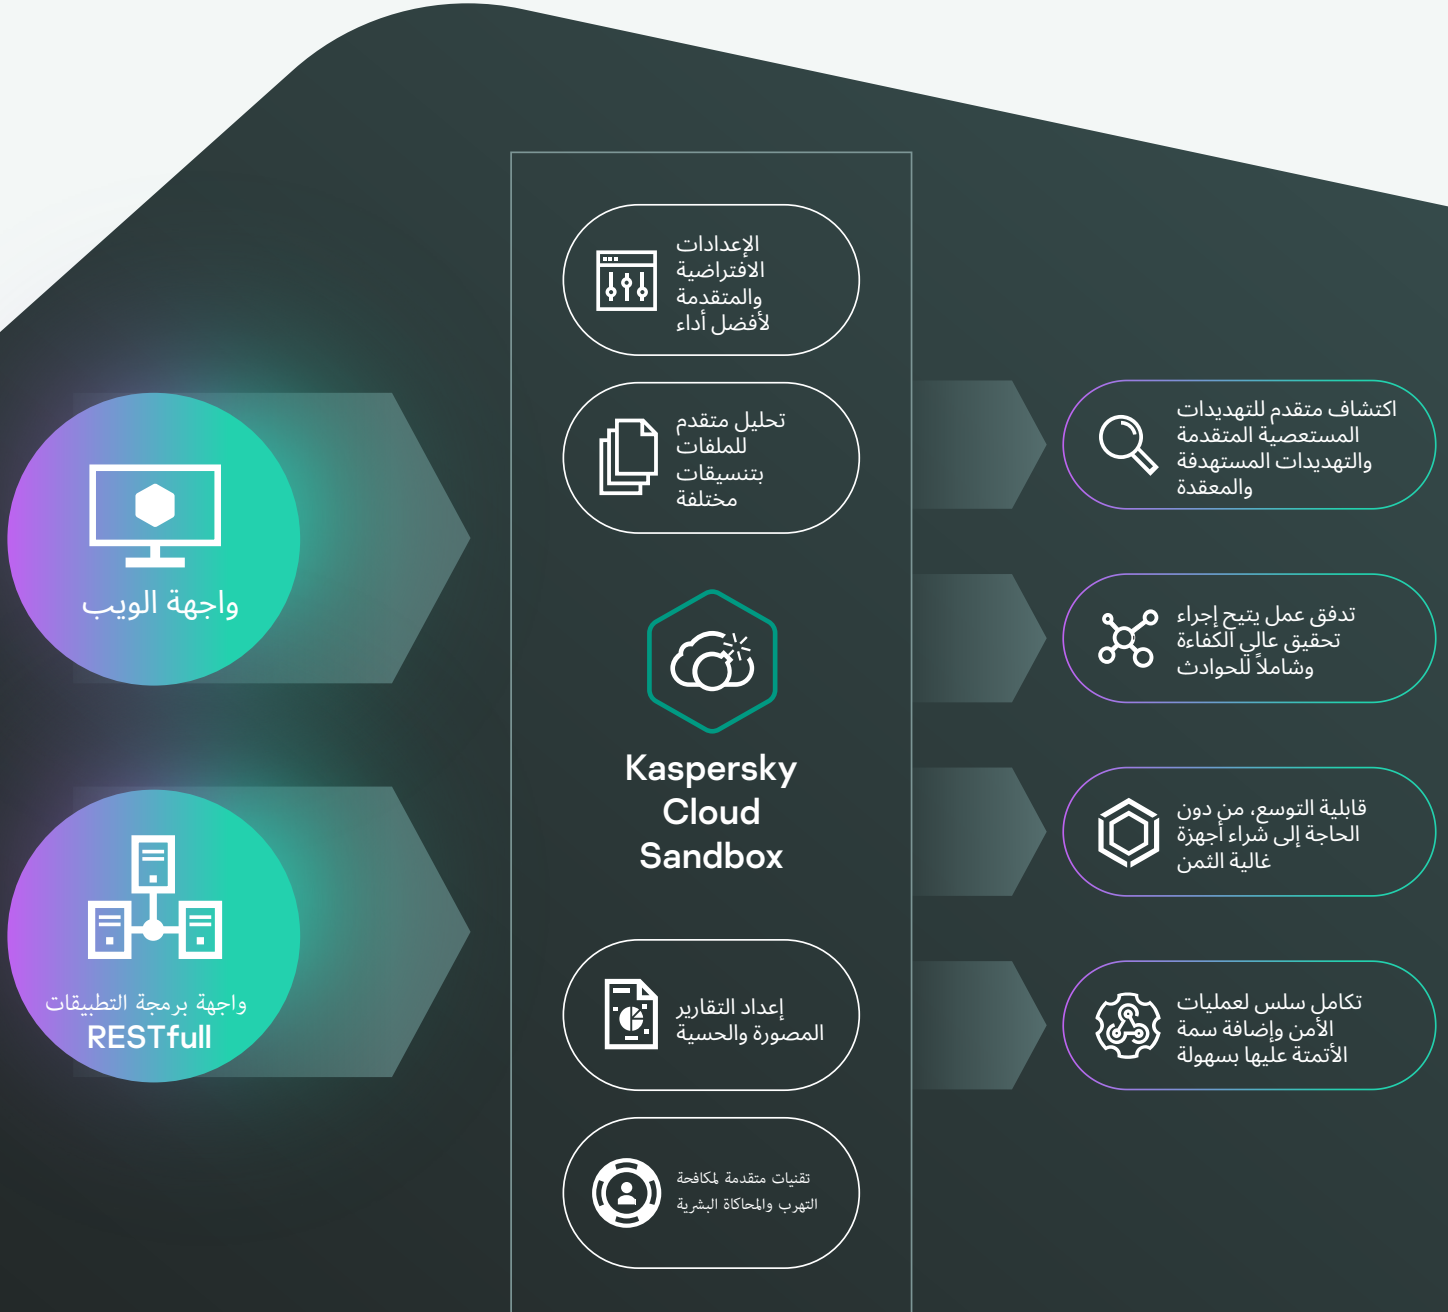 واجهة الويب
واجهة برمجة التطبيقات
RESTfull
الإعدادات
الافتراضية
والمتقدمة
لأفضل أداء
تحليل متقدم
للملفات
بتنسيقات
مختلفة
Kaspersky
Cloud
Sandbox
إعداد التقارير
المصورة والحسية
تقنيات متقدمة لمكافحة
التهرب والمحاكاة البشرية
اكتشاف متقدم للتهديدات
المستعصية المتقدمة
والتهديدات المستهدفة
والمعقدة
تدفق عمل يتيح إجراء
تحقيق عالي الكفاءة
وشاملاً للحوادث
قابلية التوسع، من دون
الحاجة إلى شراء أجهزة
غالية الثمن
تكامل سلس لعمليات
الأمن وإضافة سمة
الأتمتة عليها بسهولة